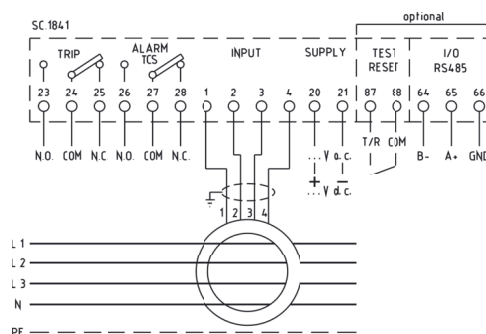 optional
SC 1841
TRIP ALARM TCS INPUT SUPPLY TEST RESET I/O RS485
23 24 25 26 27 28 1 2 3 4 20 21 87 88 64 65 66
T/R COM
N.O. COM N.C N.O. COM N.C. ...V a.c. B- A+ GND
+ –
...V d.c.
1 2 3 4
L 1
L 2
L 3
N
PE